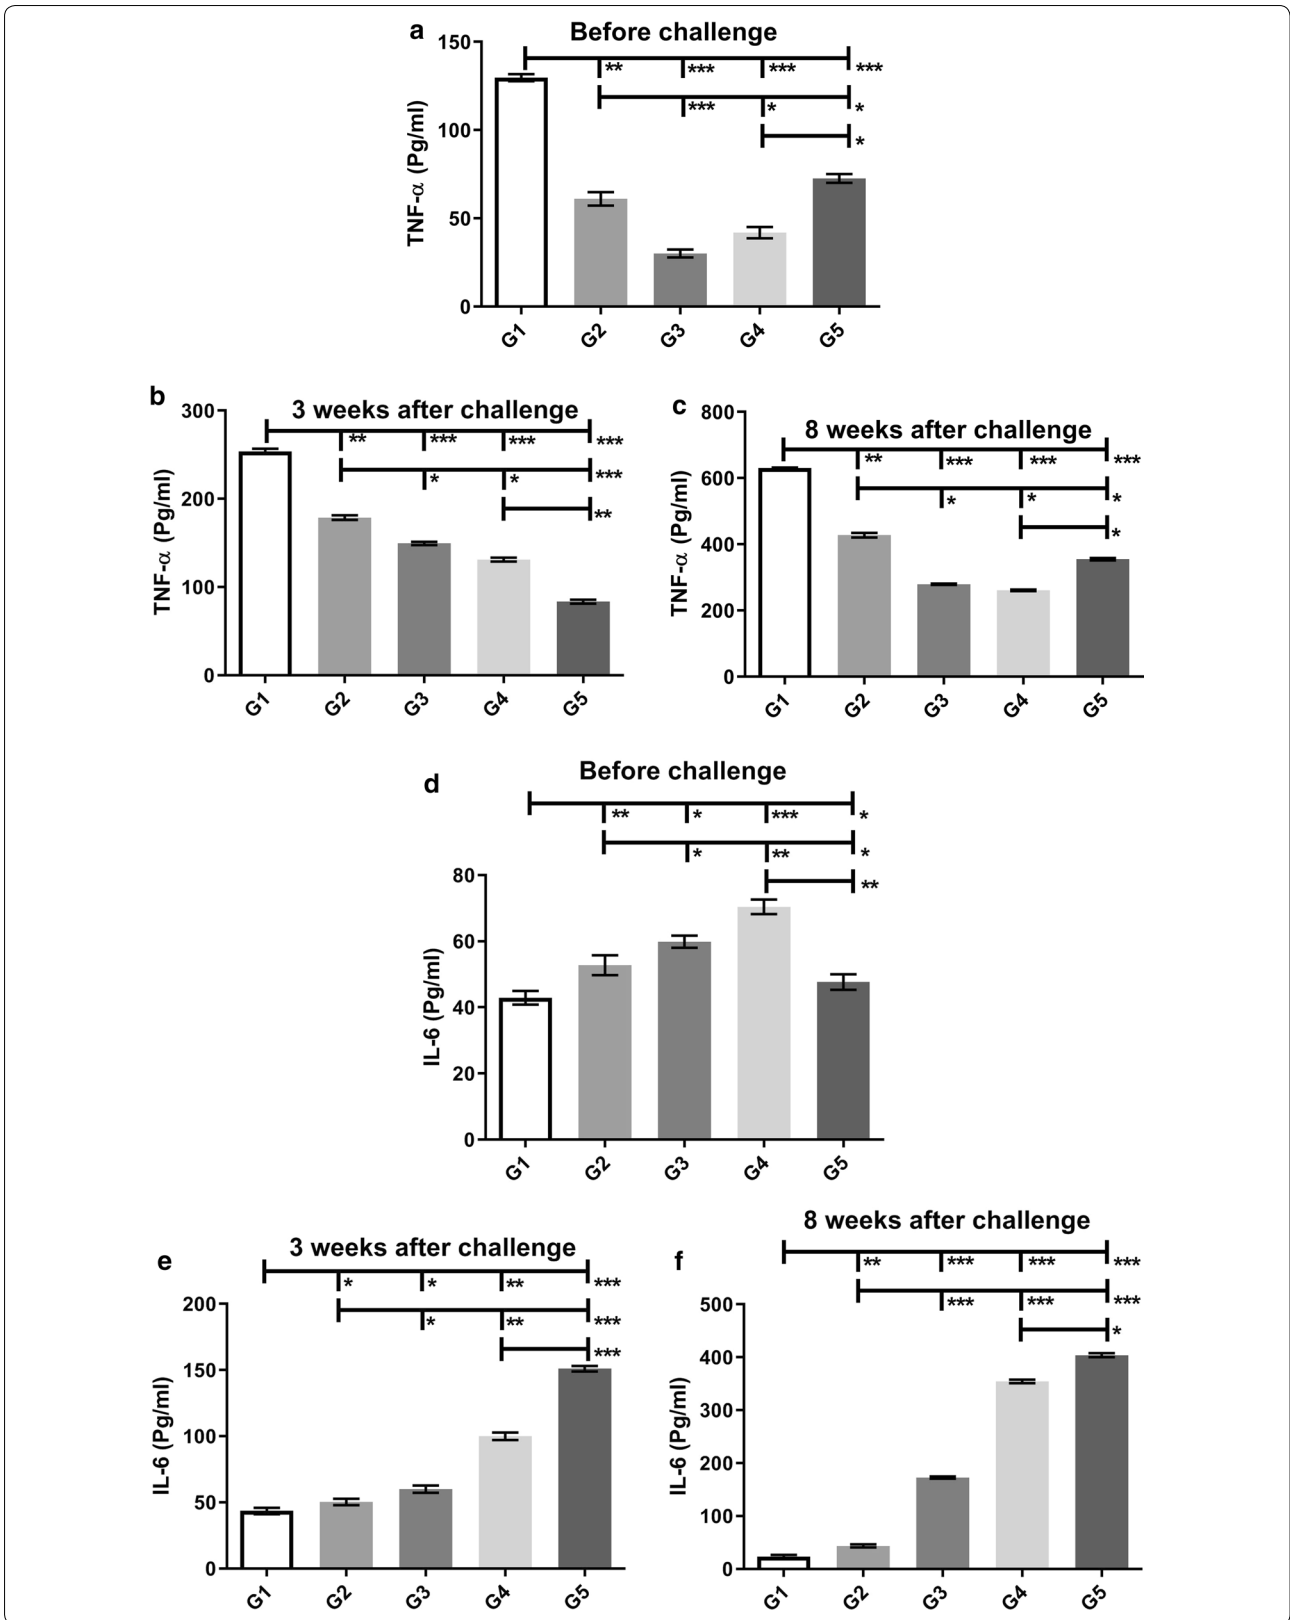 a
Before challenge
TNF-α (Pg/ml)
150
100
50
0
** *** *** ***
*** * *
*
G1 G2 G3 G4 G5
b
3 weeks after challenge
TNF-α (Pg/ml)
300
200
100
0
** *** *** ***
* * ***
**
G1 G2 G3 G4 G5
c
8 weeks after challenge
TNF-α (Pg/ml)
800
600
400
200
0
** *** *** ***
* * *
*
G1 G2 G3 G4 G5
d
Before challenge
IL-6 (Pg/ml)
80
60
40
20
0
** * *** *
* ** *
**
G1 G2 G3 G4 G5
e
3 weeks after challenge
IL-6 (Pg/ml)
200
150
100
50
0
* * ** ***
* ** ***
***
G1 G2 G3 G4 G5
f
8 weeks after challenge
IL-6 (Pg/ml)
500
400
300
200
100
0
** *** *** ***
*** *** ***
*
G1 G2 G3 G4 G5